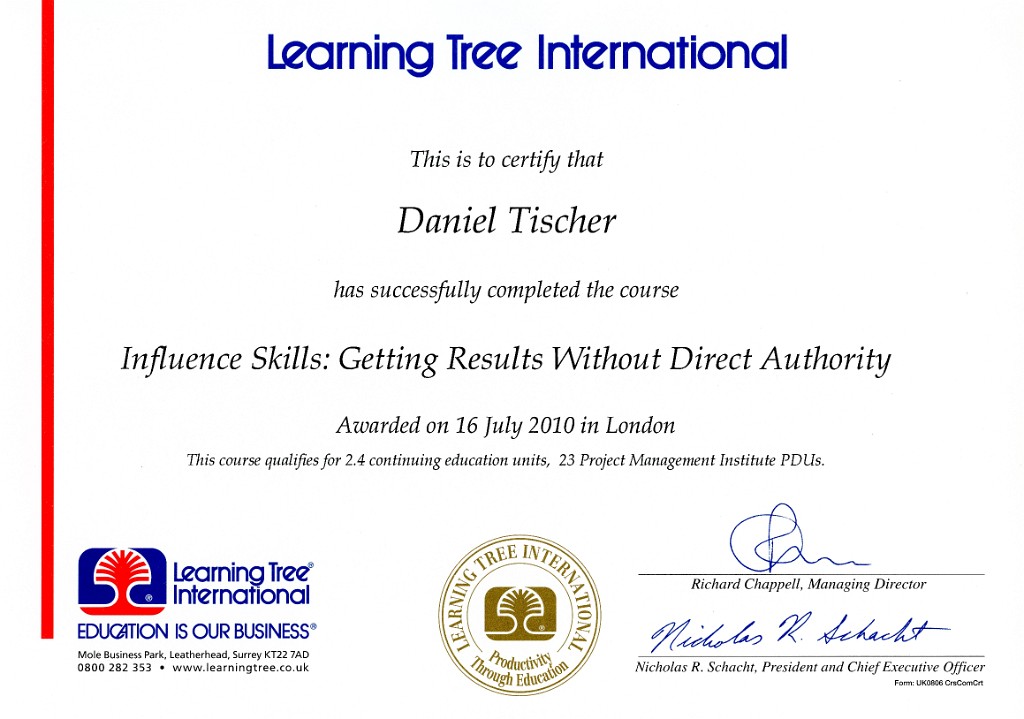 Learning Tree International
This is to certify that
Daniel Tischer
has successfully completed the course
Influence Skills: Getting Results Without Direct Authority
Awarded on 16 July 2010 in London
This course qualifies for 2.4 continuing education units, 23 Project Management Institute PDUs.
Learning Tree®
International
®
EDUCATION IS OUR BUSINESS®
Mole Business Park, Leatherhead, Surrey KT22 7AD
0800 282 353 • www.learningtree.co.uk
LEARNING TREE INTERNATIONAL
®
Productivity
Through Education
Richard Chappell, Managing Director
Nicholas R. Schacht
Nicholas R. Schacht, President and Chief Executive Officer
Form: UK0806 CrsComCrt